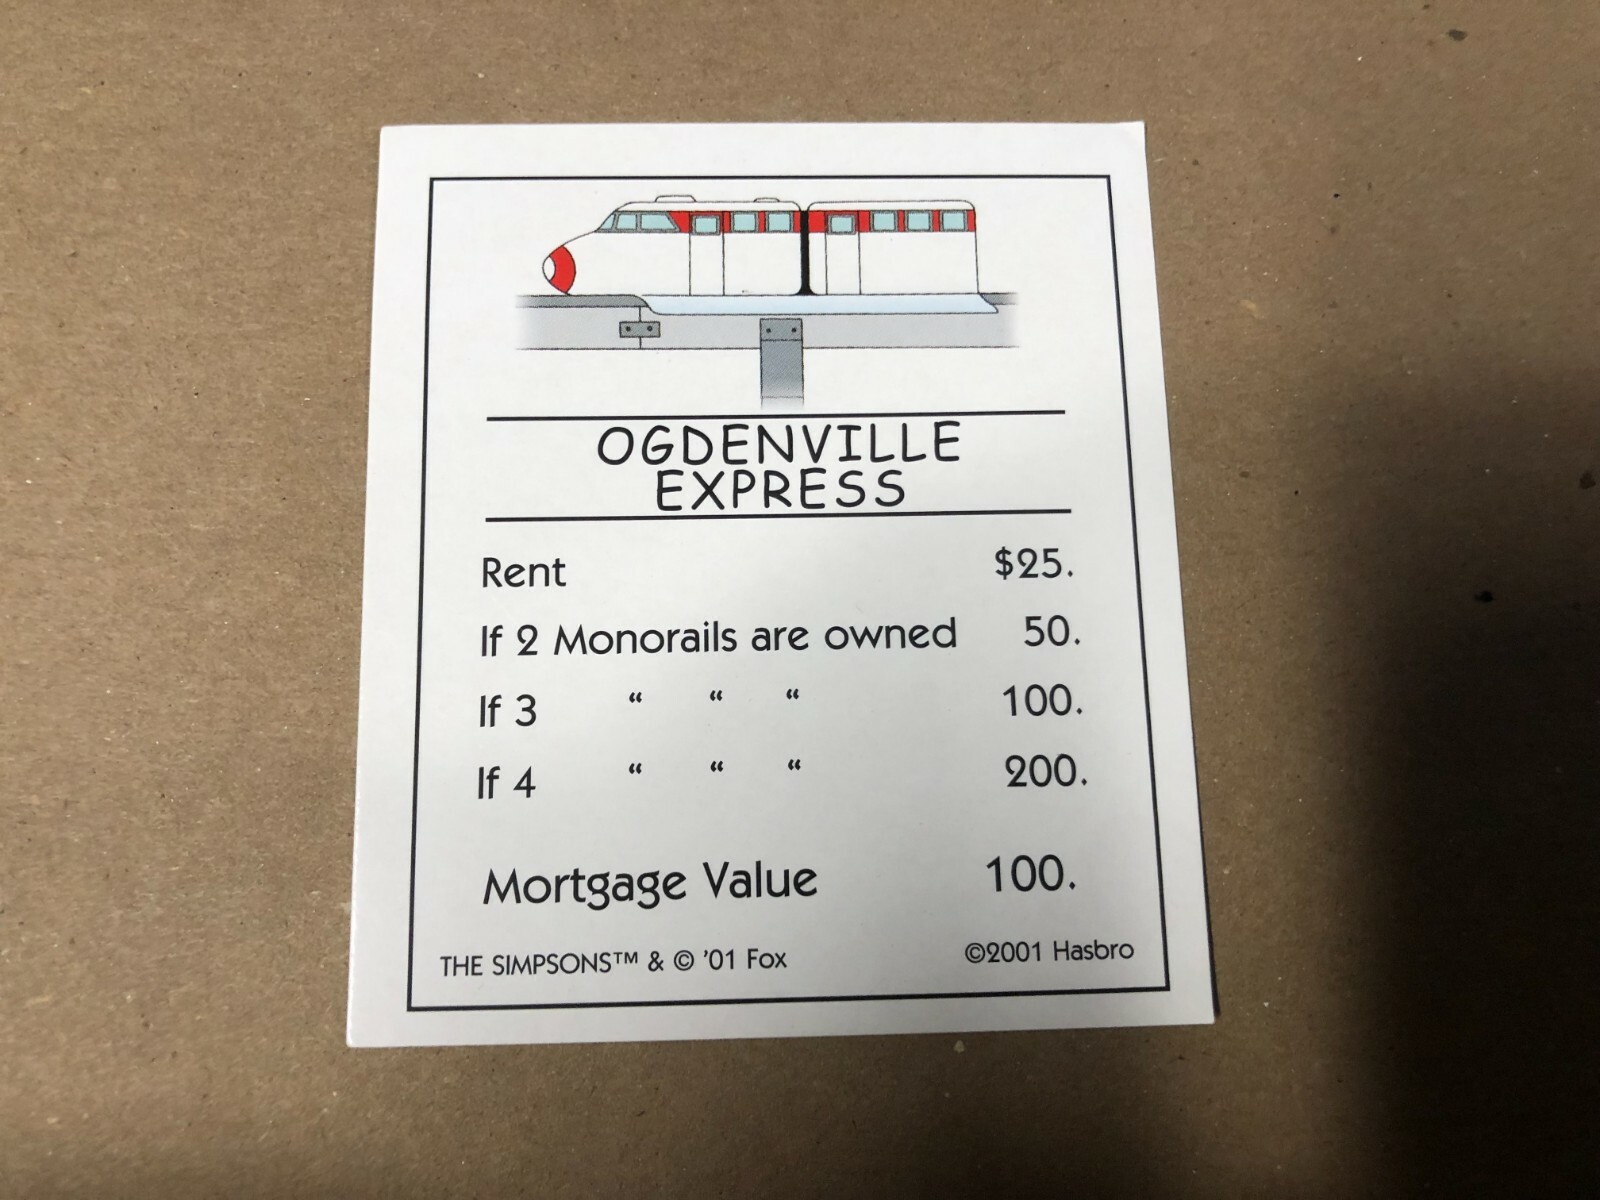 OGDENVILLE
EXPRESS
Rent $25.
If 2 Monorails are owned 50.
If 3 “ “ “ 100.
If 4 “ “ “ 200.
Mortgage Value 100.
THE SIMPSONS™ & © '01 Fox ©2001 Hasbro